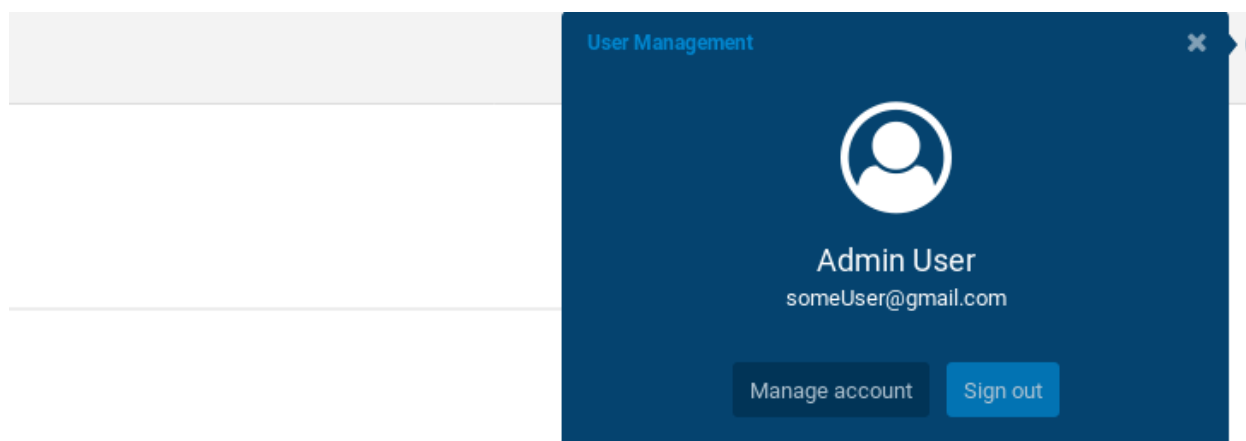 User Management
Admin User
someUser@gmail.com
Manage account
Sign out